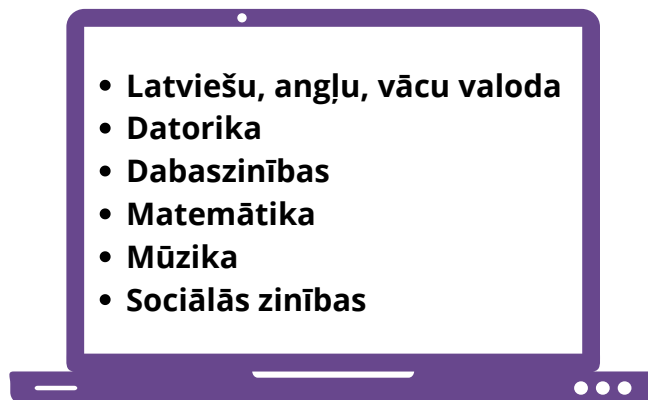 • Latviešu, angļu, vācu valoda
• Datorika
• Dabaszinības
• Matemātika
• Mūzika
• Sociālās zinības